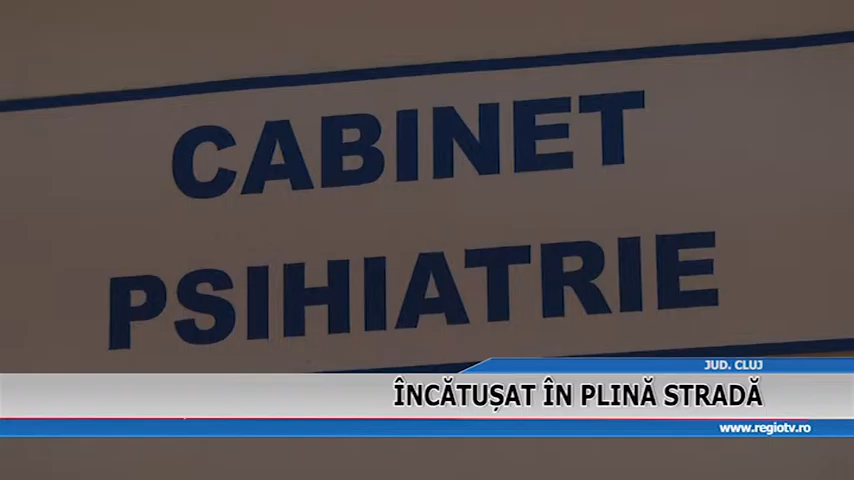 CABINET
PSIHIATRIE
JUD. CLUJ
ÎNCĂTUȘAT ÎN PLINĂ STRADĂ
www.regiotv.ro